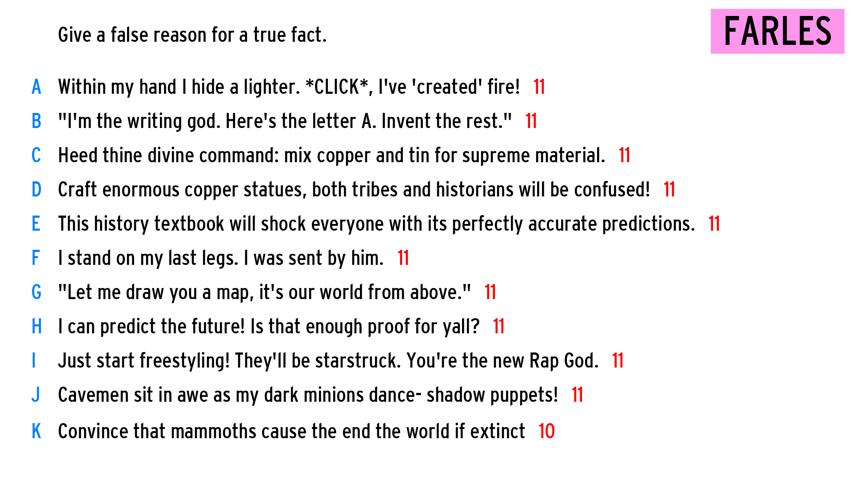 Give a false reason for a true fact.
FARLES
A Within my hand I hide a lighter. *CLICK*, I've 'created' fire! 11
B "I'm the writing god. Here's the letter A. Invent the rest." 11
C Heed thine divine command: mix copper and tin for supreme material. 11
D Craft enormous copper statues, both tribes and historians will be confused! 11
E This history textbook will shock everyone with its perfectly accurate predictions. 11
F I stand on my last legs. I was sent by him. 11
G "Let me draw you a map, it's our world from above." 11
H I can predict the future! Is that enough proof for yall? 11
I Just start freestyling! They'll be starstruck. You're the new Rap God. 11
J Cavemen sit in awe as my dark minions dance- shadow puppets! 11
K Convince that mammoths cause the end the world if extinct 10